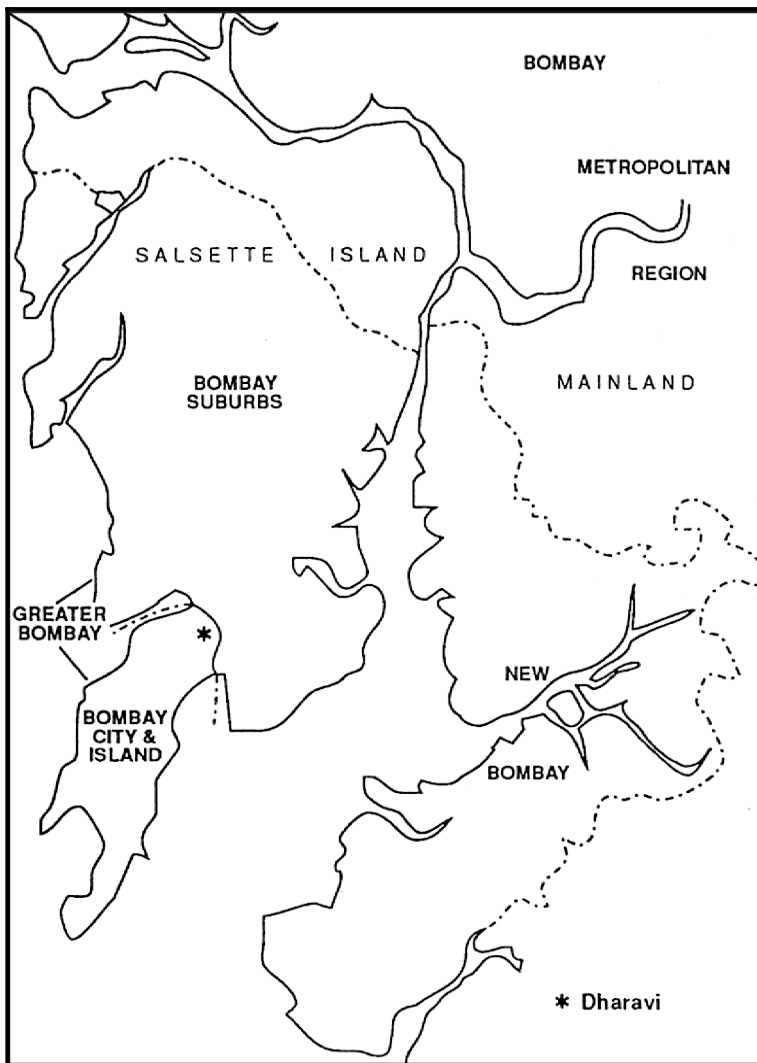 BOMBAY
METROPOLITAN
REGION
SALSETTE ISLAND
MAINLAND
BOMBAY
SUBURBS
GREATER
BOMBAY
*
NEW
BOMBAY
CITY &
ISLAND
BOMBAY
* Dharavi